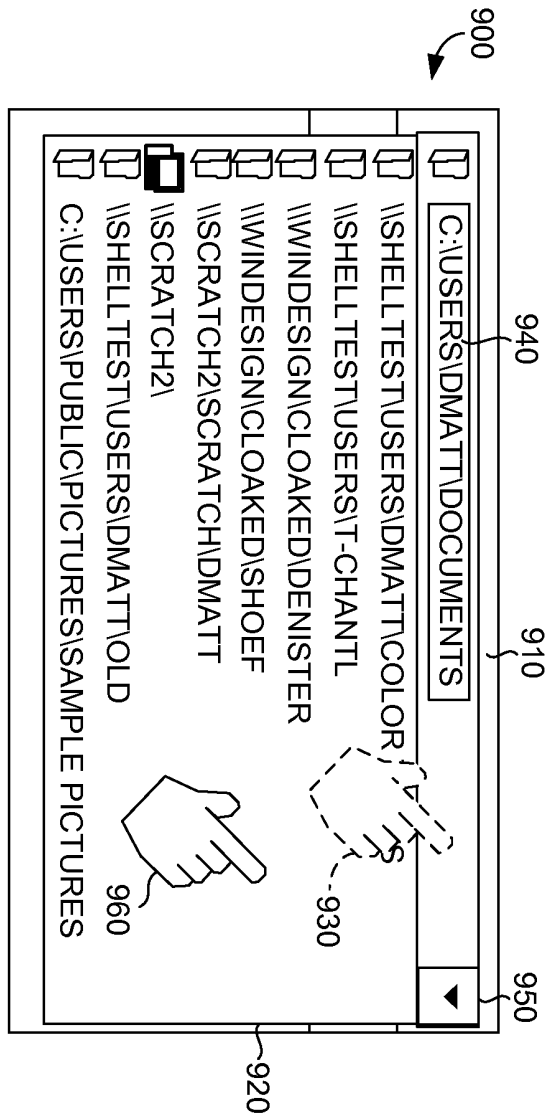 900
940
910
950
C:\USERS\DMATT\DOCUMENTS
\\SHELLTEST\USERS\DMATT\COLOR
\\SHELLTEST\USERS\T-CHANTL
\\WINDESIGN\CLOAKED\DENISTER
930
\\WINDESIGN\CLOAKED\SHOEF
\\SCRATCH2\SCRATCH\DMATT
920
\\SCRATCH2\
\\SHELLTEST\USERS\DMATT\OLD
960
C:\USERS\PUBLIC\PICTURES\SAMPLE PICTURES